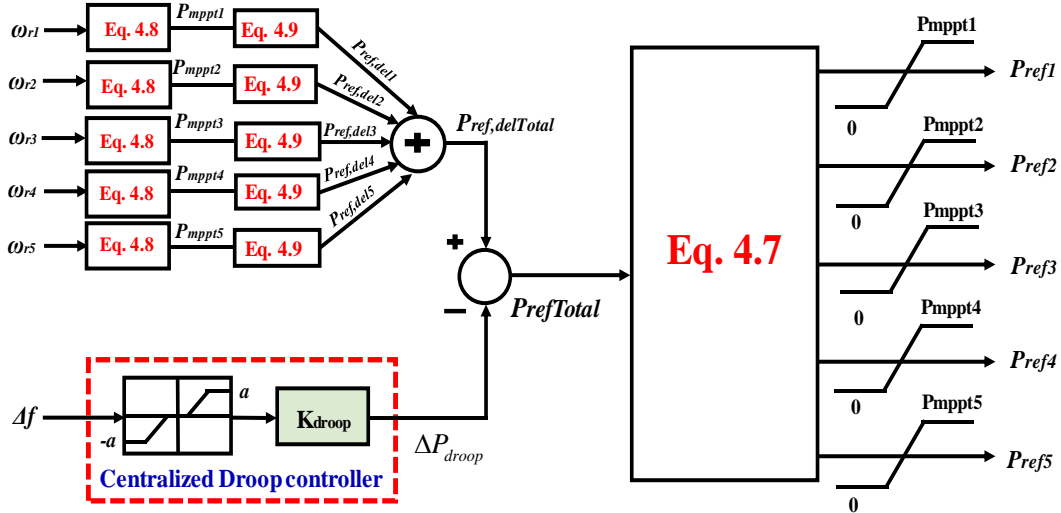 ωr1 Eq. 4.8 Pmppt1 Eq. 4.9 Pref,del1
ωr2 Eq. 4.8 Pmppt2 Eq. 4.9 Pref,del2
ωr3 Eq. 4.8 Pmppt3 Eq. 4.9 Pref,del3
ωr4 Eq. 4.8 Pmppt4 Eq. 4.9 Pref,del4
ωr5 Eq. 4.8 Pmppt5 Eq. 4.9 Pref,del5
+
Pref,delTotal
+
−
PrefTotal
Δf
-a
a
Kdroop
ΔPdroop
Centralized Droop controller
Eq. 4.7
Pmppt1
0
Pref1
Pmppt2
0
Pref2
Pmppt3
0
Pref3
Pmppt4
0
Pref4
Pmppt5
0
Pref5